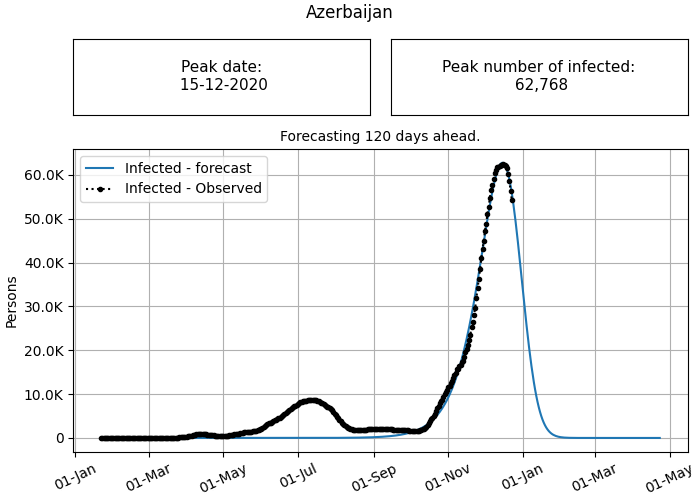 Azerbaijan
Peak date:
15-12-2020
Peak number of infected:
62,768
Forecasting 120 days ahead.
Infected - forecast
Infected - Observed
60.0K
50.0K
40.0K
30.0K
20.0K
10.0K
0
Persons
01-Jan
01-Mar
01-May
01-Jul
01-Sep
01-Nov
01-Jan
01-Mar
01-May